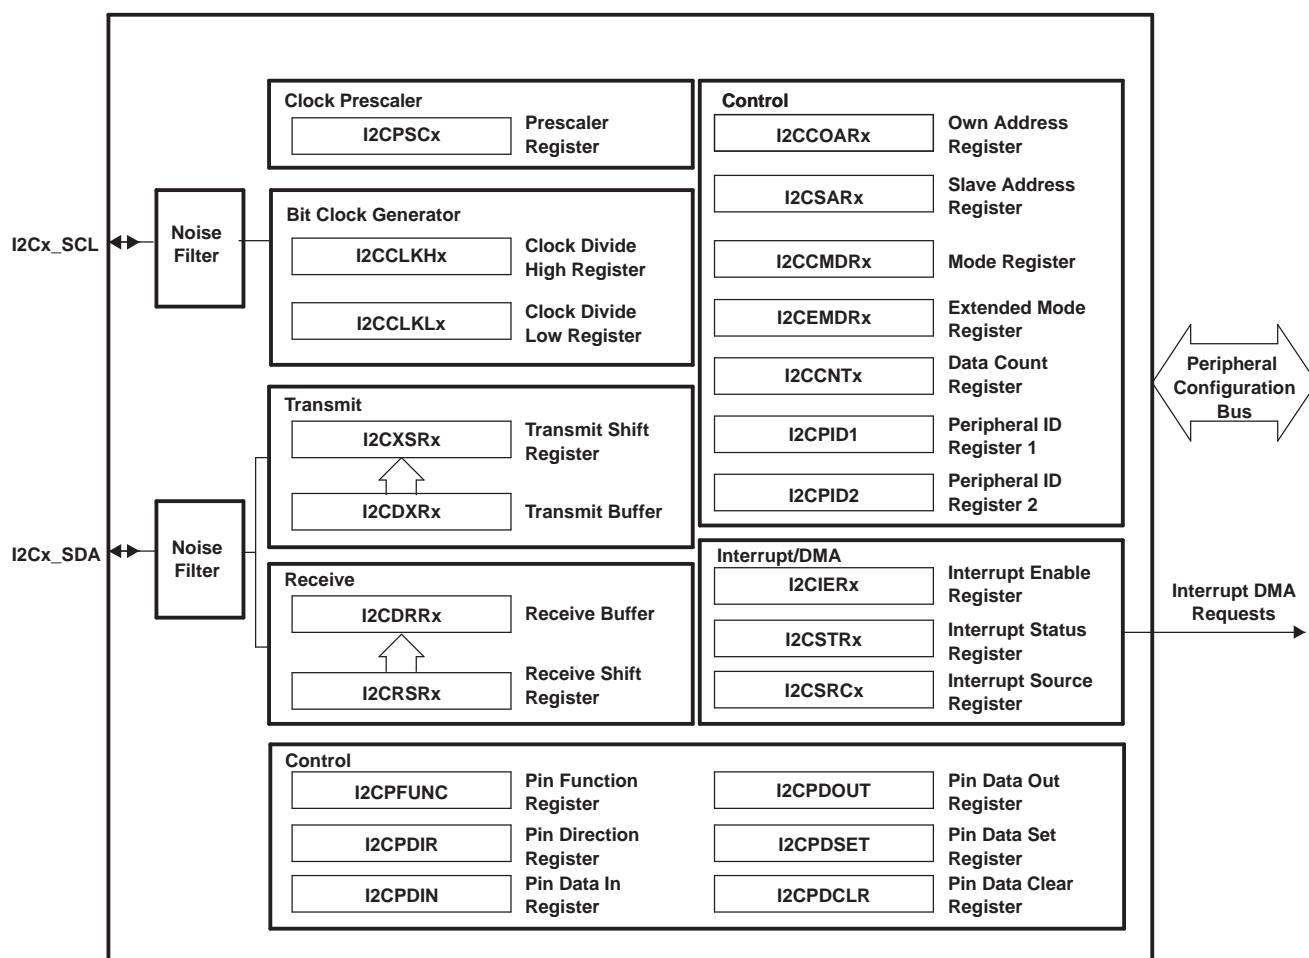 Clock Prescaler
I2CPSCx
Prescaler
Register
Control
I2CCOARx
Own Address
Register
I2CSARx
Slave Address
Register
I2CCMDRx
Mode Register
I2CEMDRx
Extended Mode
Register
I2CCNTx
Data Count
Register
I2CPID1
Peripheral ID
Register 1
I2CPID2
Peripheral ID
Register 2
I2Cx_SCL
Noise
Filter
Bit Clock Generator
I2CCLKHx
Clock Divide
High Register
I2CCLKLx
Clock Divide
Low Register
Peripheral
Configuration
Bus
Transmit
I2CXSRx
Transmit Shift
Register
I2CDXRx
Transmit Buffer
I2Cx_SDA
Noise
Filter
Receive
I2CDRRx
Receive Buffer
I2CRSRx
Receive Shift
Register
Interrupt/DMA
I2CIERx
Interrupt Enable
Register
I2CSTRx
Interrupt Status
Register
I2CSRCx
Interrupt Source
Register
Interrupt DMA
Requests
Control
I2CPFUNC
Pin Function
Register
I2CPDIR
Pin Direction
Register
I2CPDIN
Pin Data In
Register
I2CPDOUT
Pin Data Out
Register
I2CPDSET
Pin Data Set
Register
I2CPDCLR
Pin Data Clear
Register